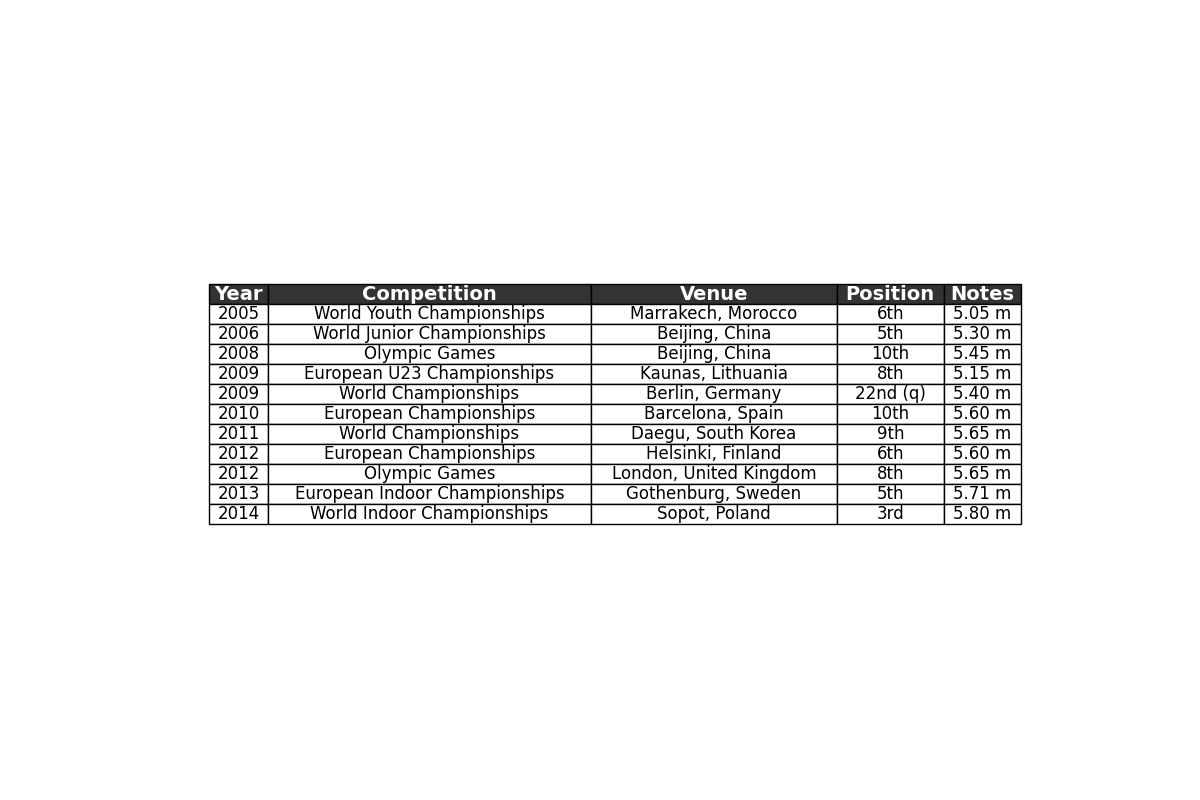 Year Competition Venue Position Notes
2005 World Youth Championships Marrakech, Morocco 6th 5.05 m
2006 World Junior Championships Beijing, China 5th 5.30 m
2008 Olympic Games Beijing, China 10th 5.45 m
2009 European U23 Championships Kaunas, Lithuania 8th 5.15 m
2009 World Championships Berlin, Germany 22nd (q) 5.40 m
2010 European Championships Barcelona, Spain 10th 5.60 m
2011 World Championships Daegu, South Korea 9th 5.65 m
2012 European Championships Helsinki, Finland 6th 5.60 m
2012 Olympic Games London, United Kingdom 8th 5.65 m
2013 European Indoor Championships Gothenburg, Sweden 5th 5.71 m
2014 World Indoor Championships Sopot, Poland 3rd 5.80 m